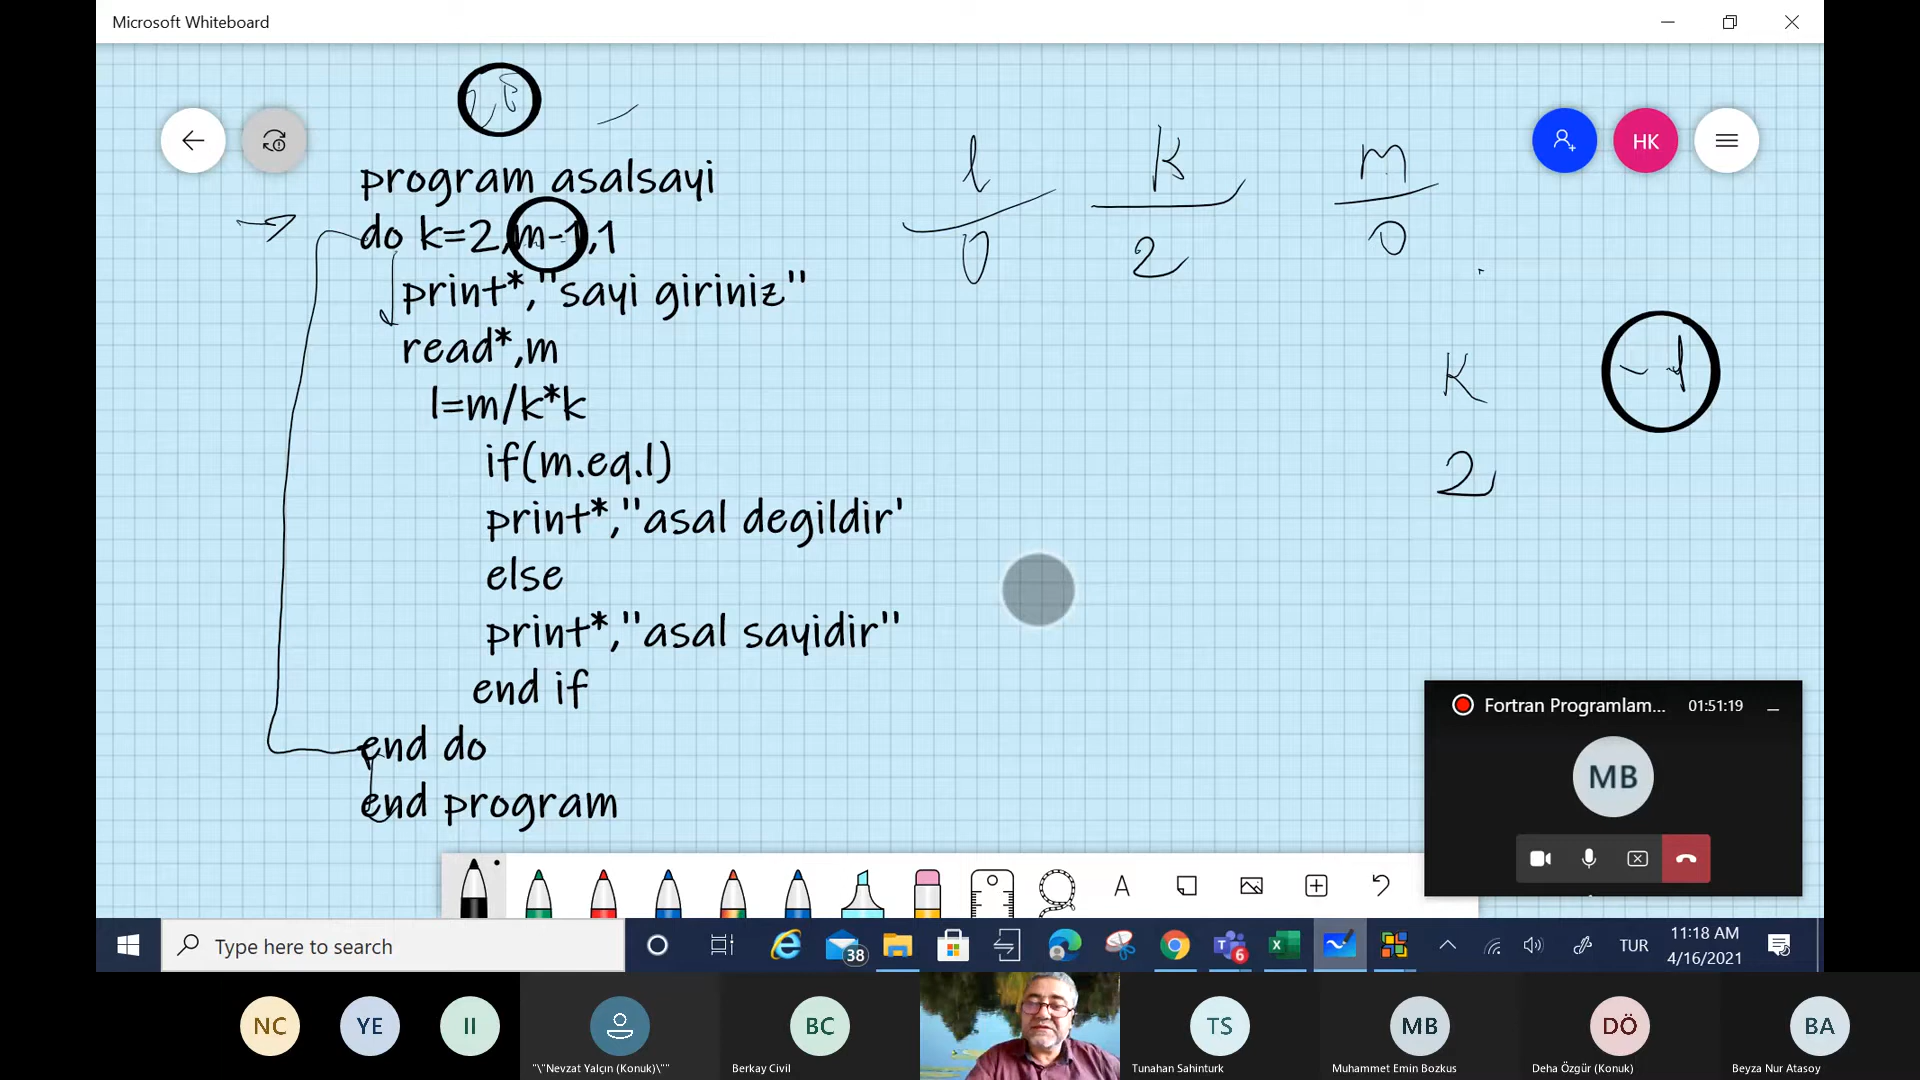 Microsoft Whiteboard
HK
program asalsayi
do k=2,m-1,1
print*,"sayi giriniz"
read*,m
l=m/k*k
if(m.eq.l)
print*,"asal degildir'
else
print*,"asal sayidir"
end if
end do
end program
l k m
0 2 0
K -1
2
Fortran Programlam... 01:51:19
MB
A
Type here to search
38
6
TUR
11:18 AM
4/16/2021
NC YE II BC TS MB DÖ BA
"\"Nevzat Yalçın (Konuk)\"" Berkay Civil Tunahan Sahinturk Muhammet Emin Bozkus Deha Özgür (Konuk) Beyza Nur Atasoy